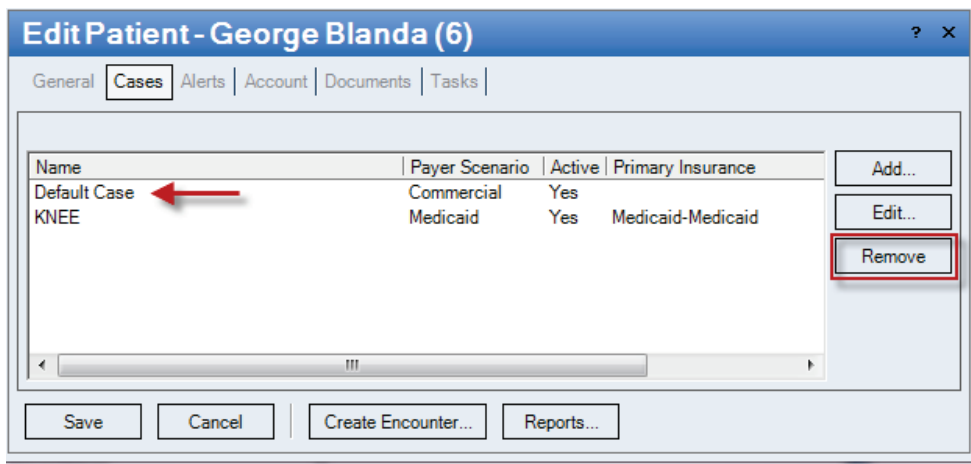 Edit Patient - George Blanda (6) ? X
General Cases Alerts Account Documents Tasks
Name Payer Scenario Active Primary Insurance
Default Case Commercial Yes
KNEE Medicaid Yes Medicaid-Medicaid
Add...
Edit...
Remove
Save Cancel Create Encounter... Reports...